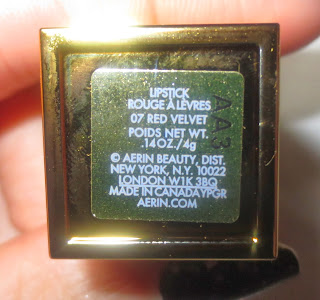 LIPSTICK
ROUGE À LÈVRES
07 RED VELVET
POIDS NET WT.
.14OZ./4g
© AERIN BEAUTY, DIST.
NEW YORK, N.Y. 10022
LONDON W1K 3BQ
MADE IN CANADA YPGR
AERIN.COM
AA3